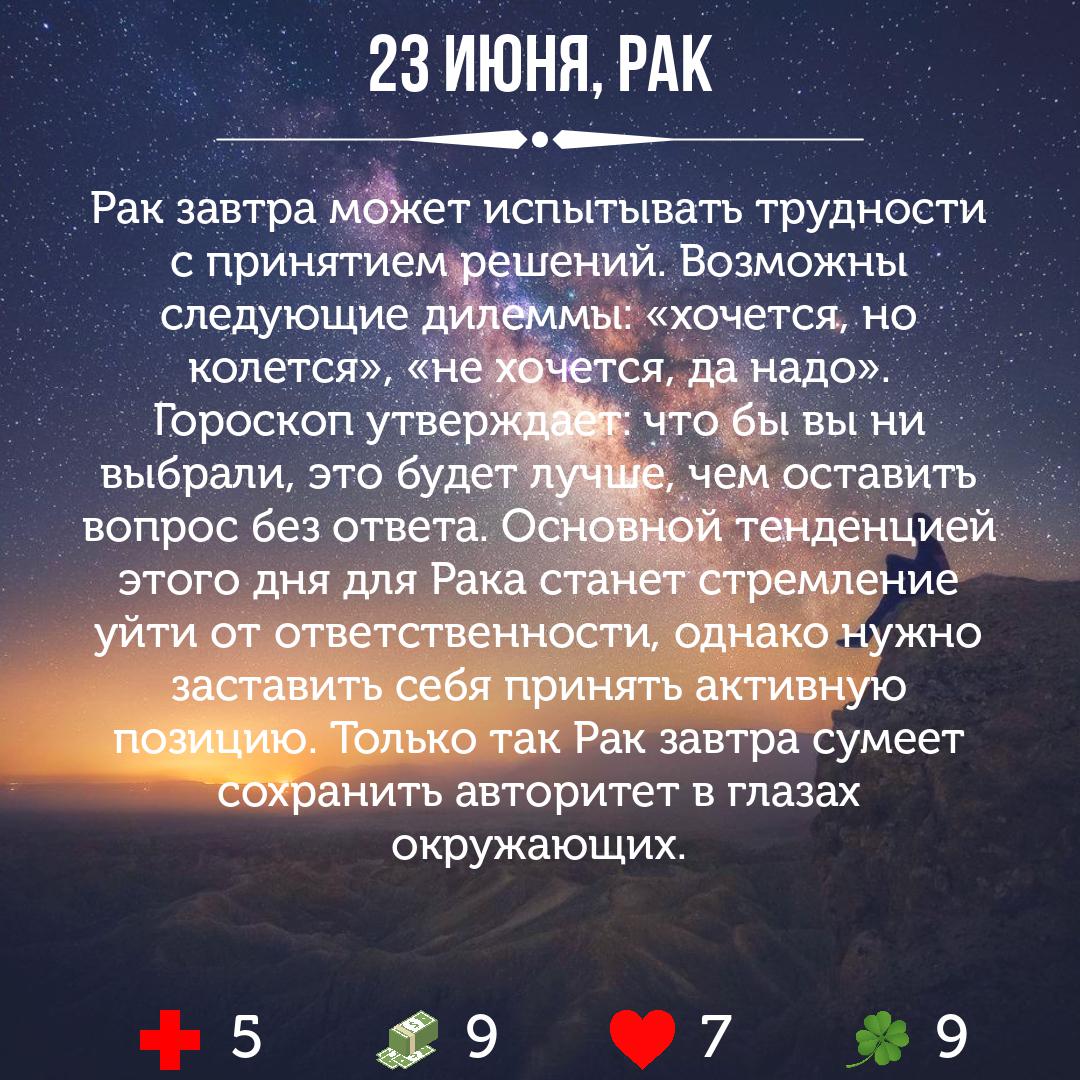 23 ИЮНЯ, РАК
Рак завтра может испытывать трудности
с принятием решений. Возможны
следующие дилеммы: «хочется, но
колется», «не хочется, да надо».
Гороскоп утверждает: что бы вы ни
выбрали, это будет лучше, чем оставить
вопрос без ответа. Основной тенденцией
этого дня для Рака станет стремление
уйти от ответственности, однако нужно
заставить себя принять активную
позицию. Только так Рак завтра сумеет
сохранить авторитет в глазах
окружающих.
5 9 7 9